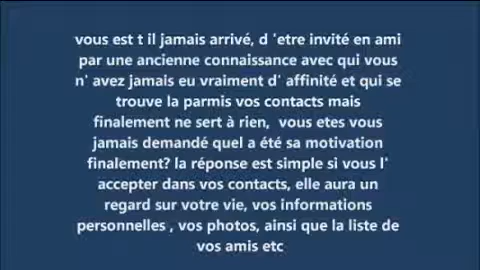 vous est t il jamais arrivé, d 'etre invité en ami
par une ancienne connaissance avec qui vous
n' avez jamais eu vraiment d' affinité et qui se
trouve la parmis vos contacts mais
finalement ne sert à rien,  vous etes vous
jamais demandé quel a été sa motivation
finalement? la réponse est simple si vous l'
accepter dans vos contacts, elle aura un
regard sur votre vie, vos informations
personnelles , vos photos, ainsi que la liste de
vos amis etc